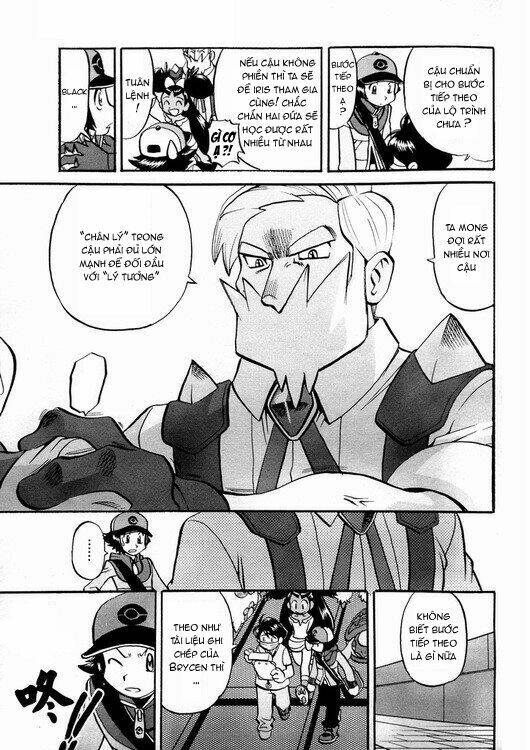 CẬU CHUẨN
BỊ CHO BƯỚC
TIẾP THEO
CỦA LỘ TRÌNH
CHƯA ?
BƯỚC
TIẾP
THEO
Ạ ?
NẾU CẬU KHÔNG
PHIỀN THÌ TA SẼ
ĐỂ IRIS THAM GIA
CÙNG! CHẮC
CHẮN HAI ĐỨA SẼ
HỌC ĐƯỢC RẤT
NHIỀU TỪ NHAU
TUÂN
LỆNH !
GÌ CƠ
Ạ?!
BLACK
...
TA MONG
ĐỢI RẤT
NHIỀU NƠI
CẬU
"CHÂN LÝ" TRONG
CẬU PHẢI ĐỦ LỚN
MẠNH ĐỂ ĐỐI ĐẦU
VỚI "LÝ TƯỞNG"
......
KHÔNG
BIẾT BƯỚC
TIẾP THEO
LÀ GÌ NỮA
THEO NHƯ
TÀI LIỆU GHI
CHÉP CỦA
BRYCEN THÌ
...
咚!!